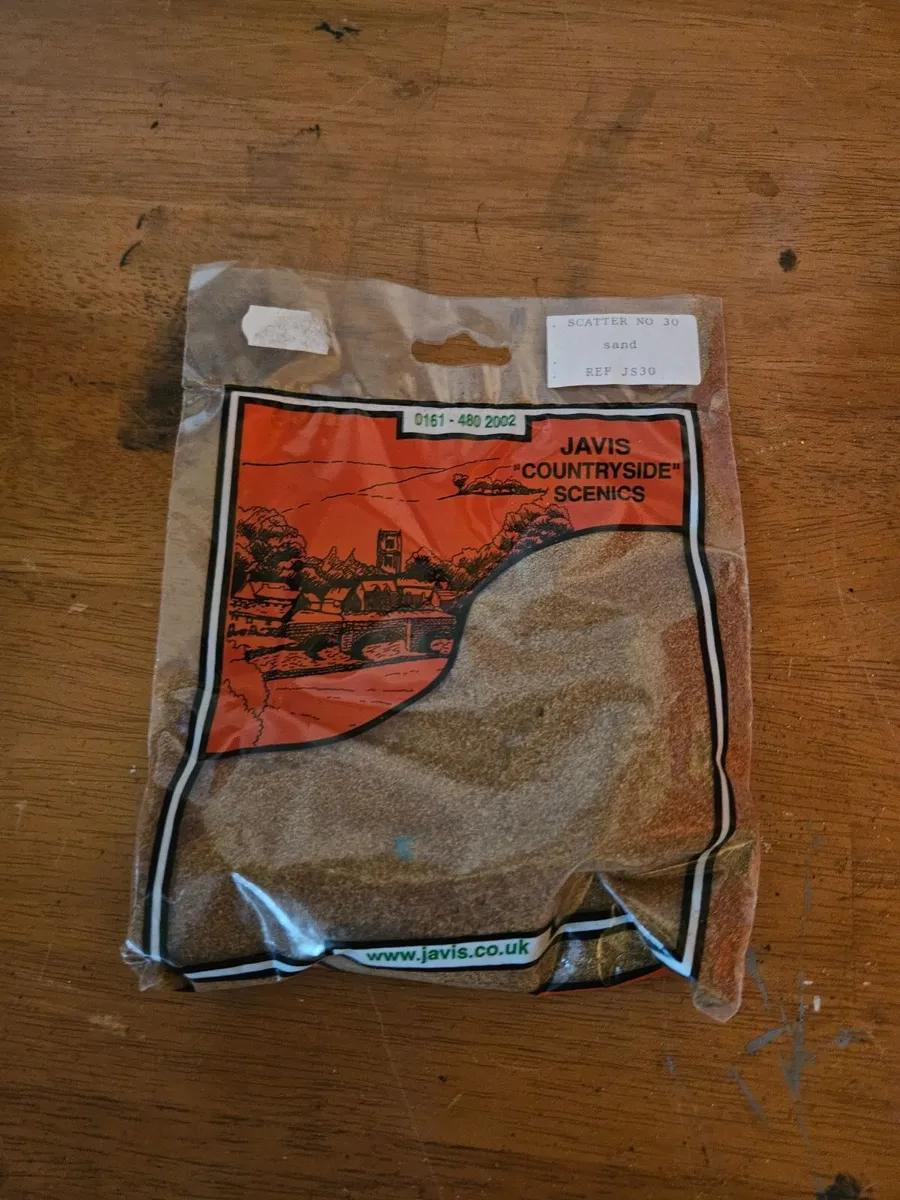 SCATTER NO 30
sand
REF JS30
0161 - 480 2002
JAVIS
"COUNTRYSIDE"
SCENICS
www.javis.co.uk